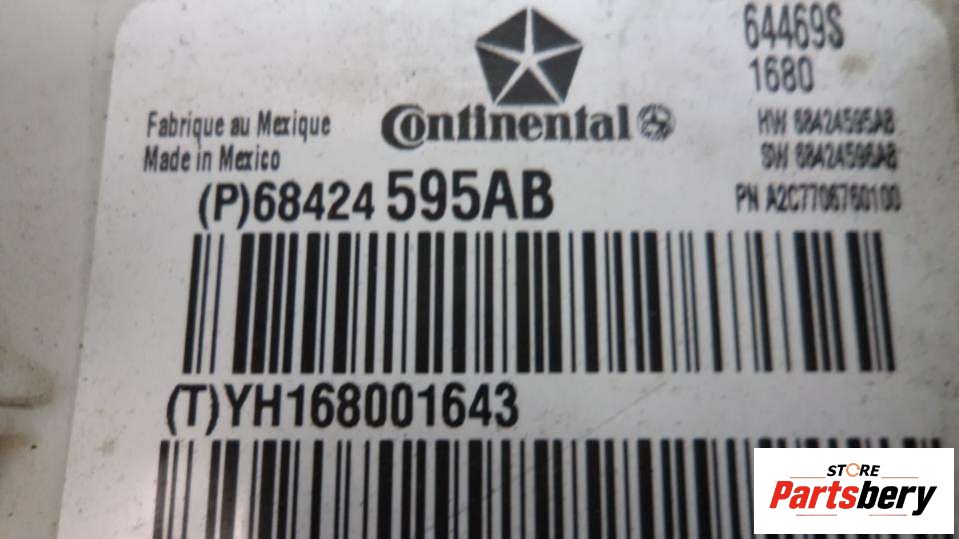 64469S
1680
Continental
Fabrique au Mexique
Made in Mexico
HW 68424595AB
SW 68424596AB
(P)68424 595AB
PN A2C7706760100
(T)YH168001643
STORE
Partsbery